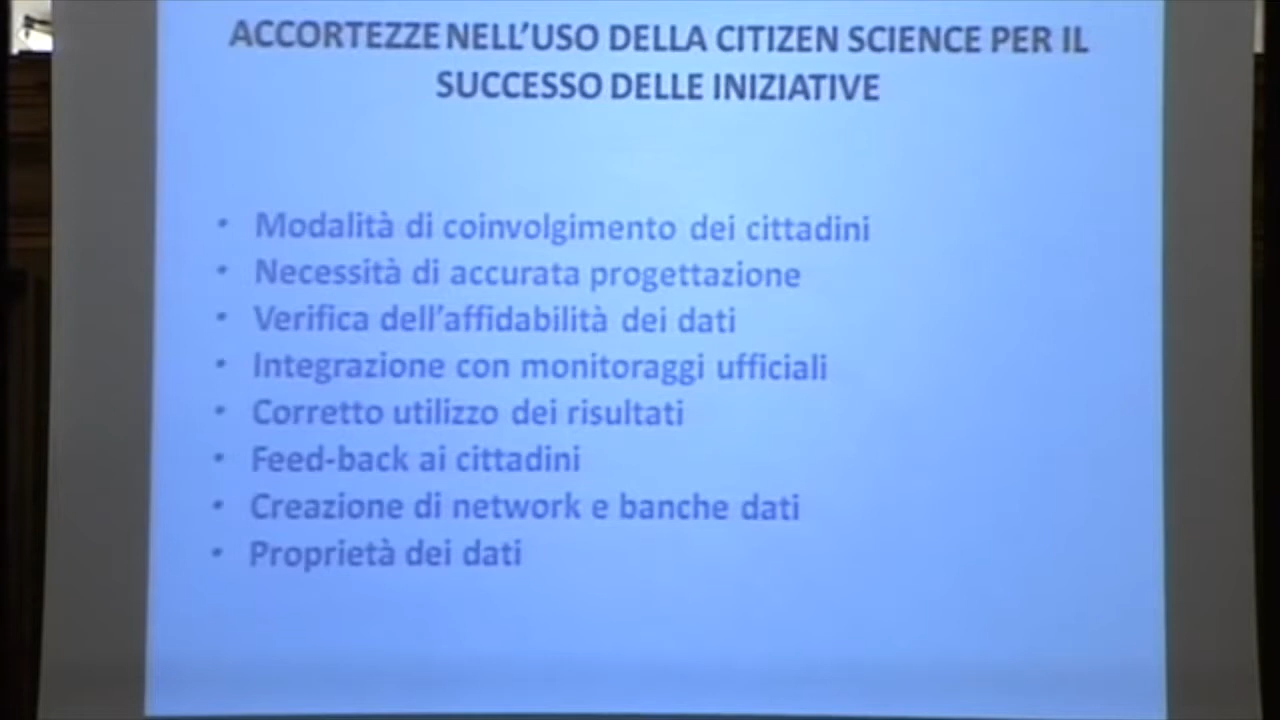 ACCORTEZZE NELL'USO DELLA CITIZEN SCIENCE PER IL
SUCCESSO DELLE INIZIATIVE
• Modalità di coinvolgimento dei cittadini
• Necessità di accurata progettazione
• Verifica dell'affidabilità dei dati
• Integrazione con monitoraggi ufficiali
• Corretto utilizzo dei risultati
• Feed-back ai cittadini
• Creazione di network e banche dati
• Proprietà dei dati